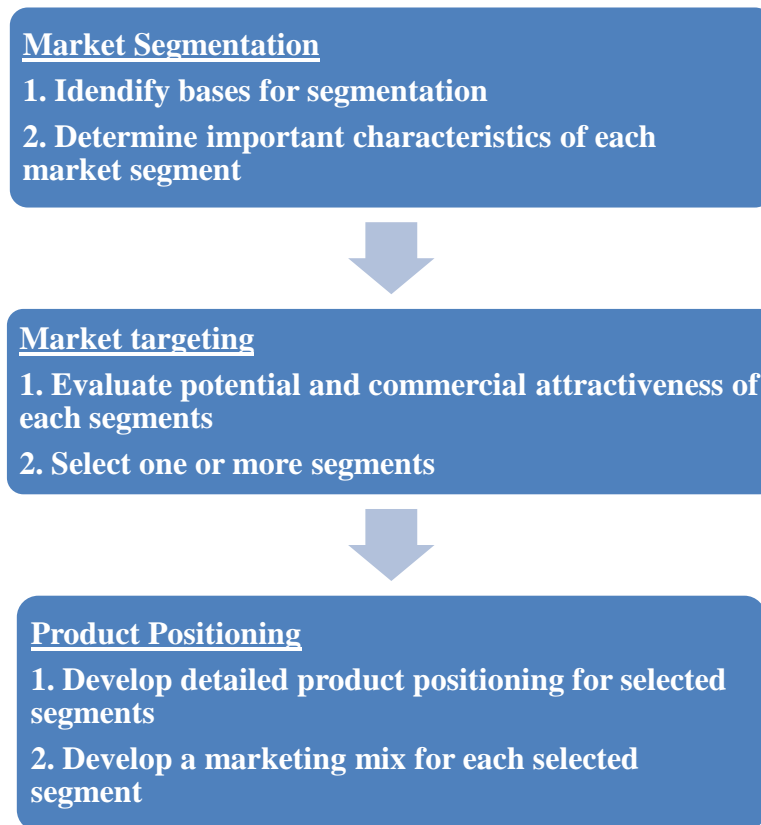 Market Segmentation
1. Idendify bases for segmentation
2. Determine important characteristics of each
market segment
Market targeting
1. Evaluate potential and commercial attractiveness of
each segments
2. Select one or more segments
Product Positioning
1. Develop detailed product positioning for selected
segments
2. Develop a marketing mix for each selected
segment